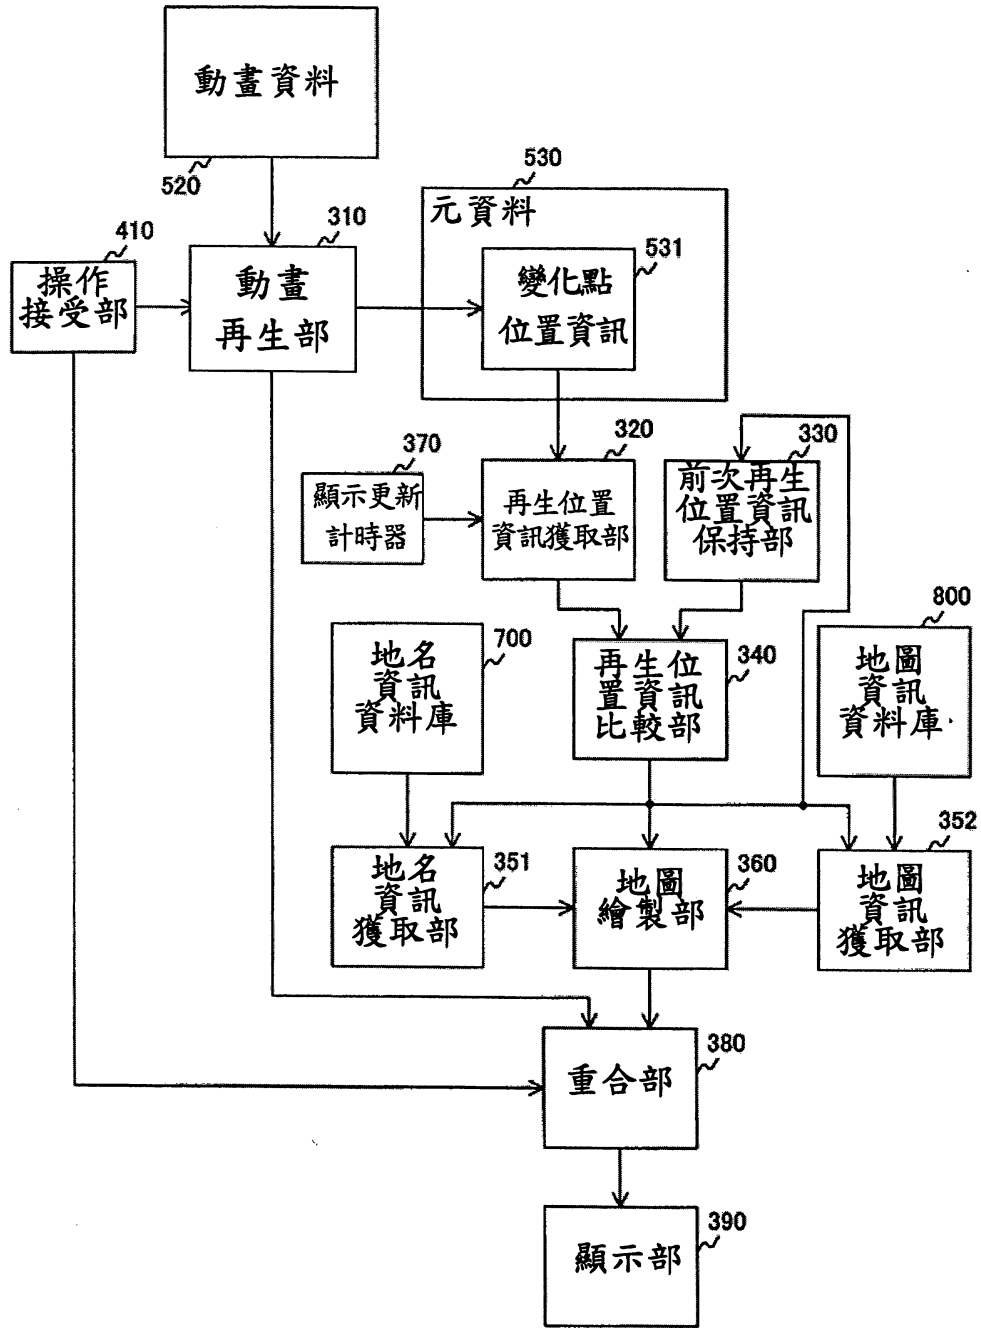 動畫資料
520
530
元資料
410
310
531
操作
接受部
動畫
再生部
變化點
位置資訊
370
320
330
顯示更新
計時器
再生位置
資訊獲取部
前次再生
位置資訊
保持部
700
340
800
地名
資訊
資料庫
再生位
置資訊
比較部
地圖
資訊
資料庫
351
360
352
地名
資訊
獲取部
地圖
繪製部
地圖
資訊
獲取部
380
重合部
390
顯示部